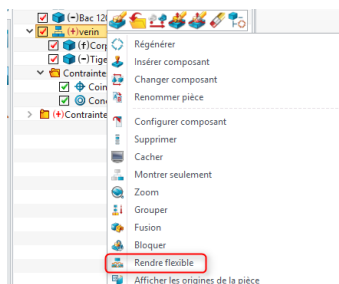 (-)Bac 120
(+)verin
(f)Corp
(-)Tige
Contrainte
Coin
Conc
(+)Contrainte
Régénérer
Insérer composant
Changer composant
Renommer pièce
Configurer composant
Supprimer
Cacher
Montrer seulement
Zoom
Grouper
Fusion
Bloquer
Rendre flexible
Afficher les origines de la pièce